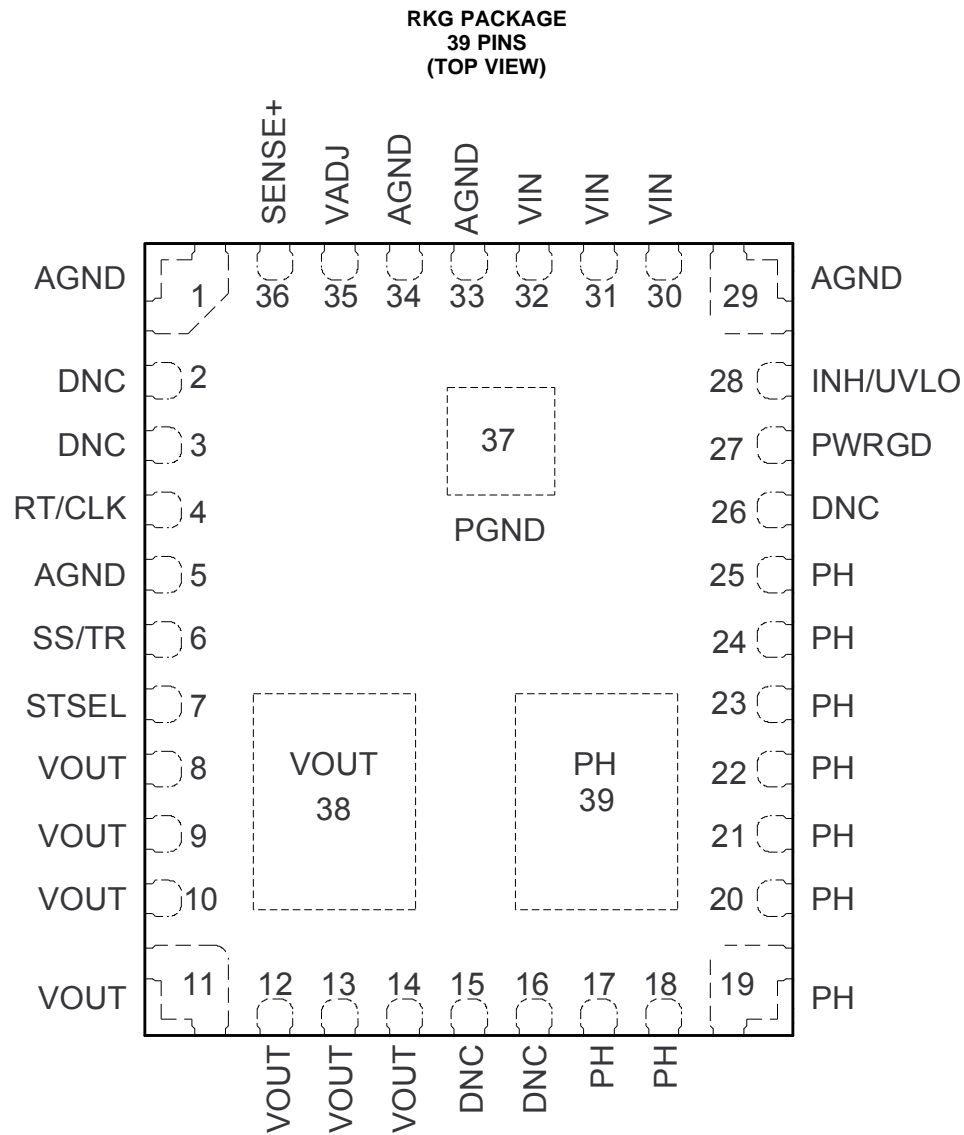 RKG PACKAGE
39 PINS
(TOP VIEW)
SENSE+ VADJ AGND AGND VIN VIN VIN
AGND 1 36 35 34 33 32 31 30 29 AGND
DNC 2 28 INH/UVLO
DNC 3 37 27 PWRGD
RT/CLK 4 26 DNC
PGND
AGND 5 25 PH
SS/TR 6 24 PH
STSEL 7 23 PH
VOUT 8 VOUT PH 22 PH
38 39
VOUT 9 21 PH
VOUT 10 20 PH
VOUT 11 12 13 14 15 16 17 18 19 PH
VOUT VOUT VOUT DNC DNC PH PH